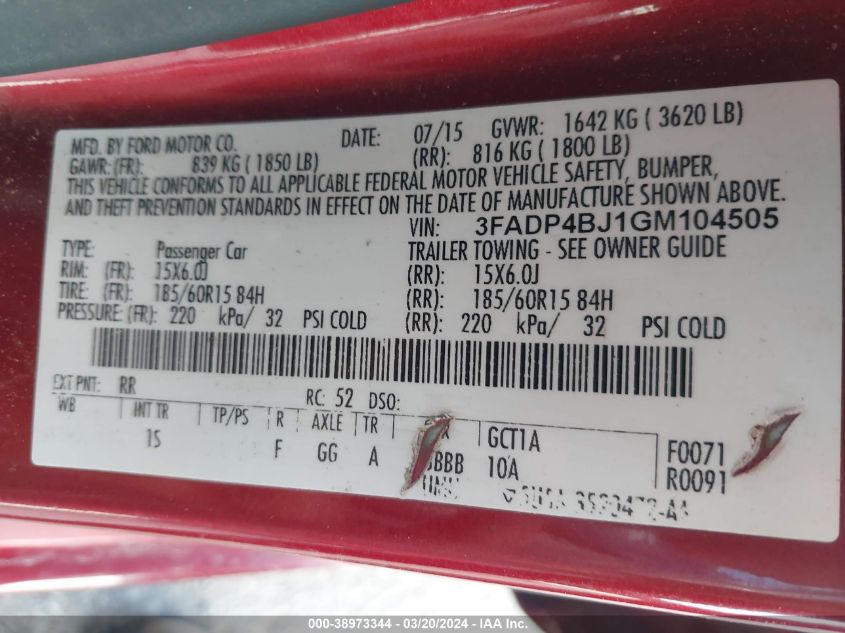 MFD. BY FORD MOTOR CO. DATE: 07/15 GVWR: 1642 KG ( 3620 LB)
GAWR: (FR): 839 KG ( 1850 LB) (RR): 816 KG ( 1800 LB)
THIS VEHICLE CONFORMS TO ALL APPLICABLE FEDERAL MOTOR VEHICLE SAFETY, BUMPER,
AND THEFT PREVENTION STANDARDS IN EFFECT ON THE DATE OF MANUFACTURE SHOWN ABOVE.
VIN: 3FADP4BJ1GM104505
TYPE: Passenger Car TRAILER TOWING - SEE OWNER GUIDE
RIM: (FR): 15X6.0J (RR): 15X6.0J
TIRE: (FR): 185/60R15 84H (RR): 185/60R15 84H
PRESSURE: (FR): 220 kPa/ 32 PSI COLD (RR): 220 kPa/ 32 PSI COLD
EXT PNT: RR RC: 52 DSO:
WB INT TR TP/PS R AXLE TR GCT1A F0071
15 F GG A BBB 10A R0091
000-38973344 - 03/20/2024 - IAAI.COM